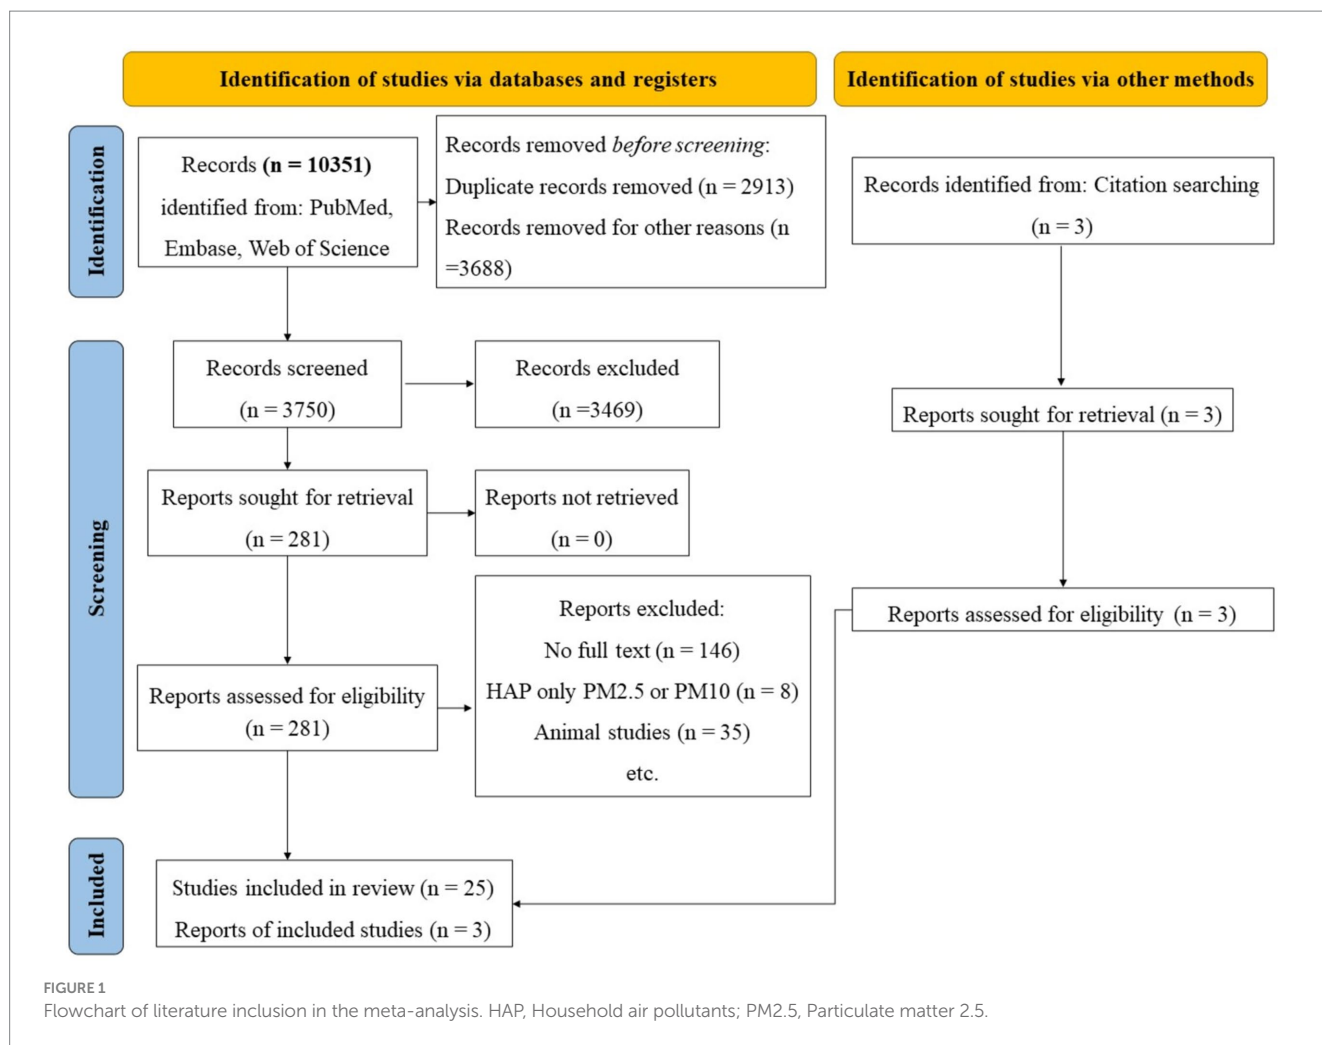 Identification of studies via databases and registers
Identification of studies via other methods
Identification
Records (n = 10351)
identified from: PubMed,
Embase, Web of Science
Records removed before screening:
Duplicate records removed (n = 2913)
Records removed for other reasons (n
=3688)
Records identified from: Citation searching
(n = 3)
Screening
Records screened
(n = 3750)
Records excluded
(n =3469)
Reports sought for retrieval (n = 3)
Reports sought for retrieval
(n = 281)
Reports not retrieved
(n = 0)
Reports assessed for eligibility
(n = 281)
Reports excluded:
No full text (n = 146)
HAP only PM2.5 or PM10 (n = 8)
Animal studies (n = 35)
etc.
Reports assessed for eligibility (n = 3)
Included
Studies included in review (n = 25)
Reports of included studies (n = 3)
FIGURE 1
Flowchart of literature inclusion in the meta-analysis. HAP, Household air pollutants; PM2.5, Particulate matter 2.5.